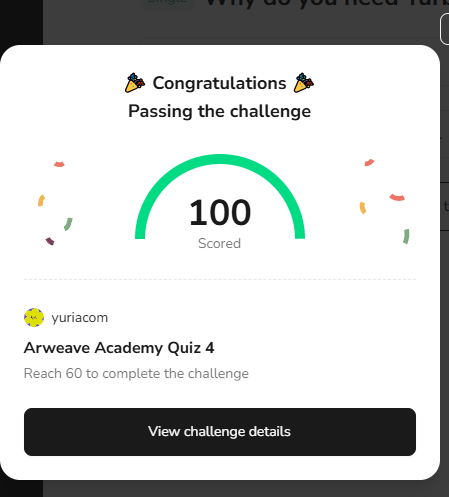 Why do you need
Congratulations
Passing the challenge
100
Scored
yuriacom
Arweave Academy Quiz 4
Reach 60 to complete the challenge
View challenge details